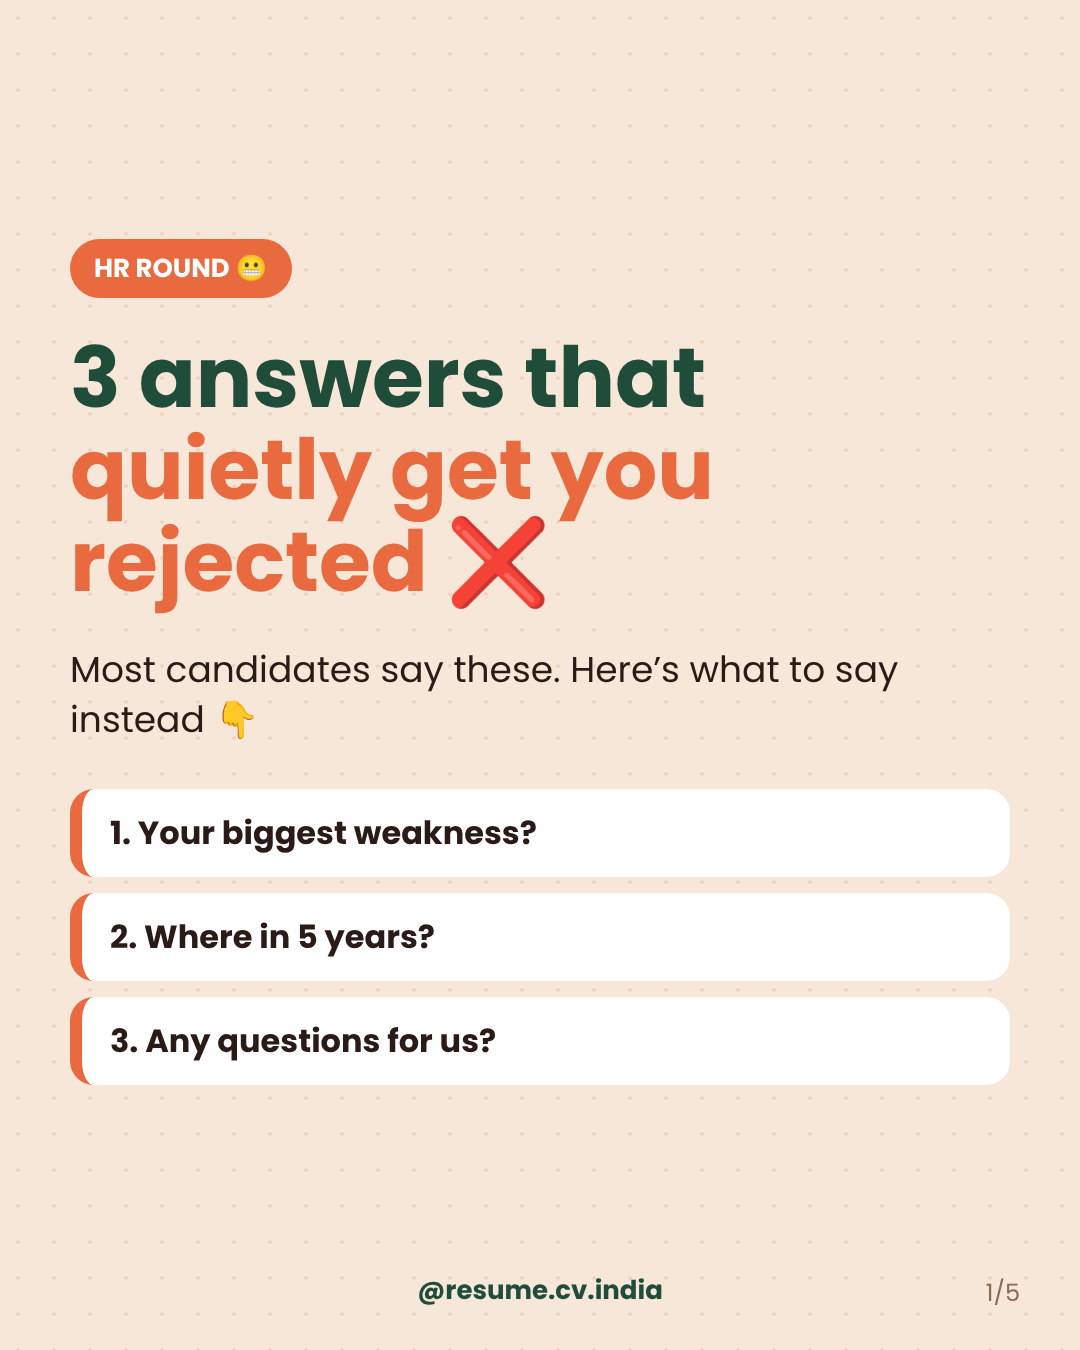 HR ROUND 😬
3 answers that
quietly get you
rejected ❌
Most candidates say these. Here’s what to say
instead 👇
1. Your biggest weakness?
2. Where in 5 years?
3. Any questions for us?
@resume.cv.india
1/5